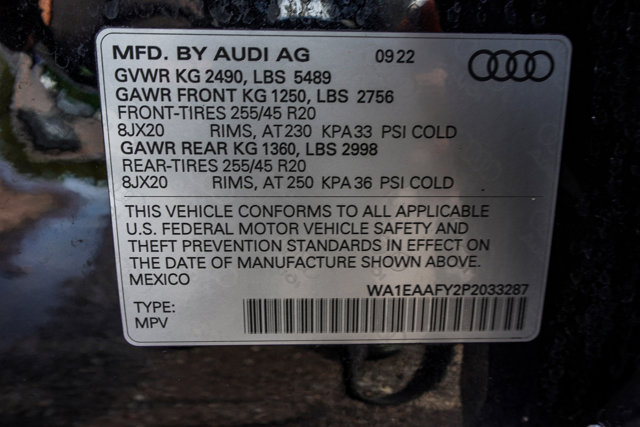 MFD. BY AUDI AG 09 22
GVWR KG 2490, LBS 5489
GAWR FRONT KG 1250, LBS 2756
FRONT-TIRES 255/45 R20
8JX20 RIMS, AT 230 KPA 33 PSI COLD
GAWR REAR KG 1360, LBS 2998
REAR-TIRES 255/45 R20
8JX20 RIMS, AT 250 KPA 36 PSI COLD
THIS VEHICLE CONFORMS TO ALL APPLICABLE
U.S. FEDERAL MOTOR VEHICLE SAFETY AND
THEFT PREVENTION STANDARDS IN EFFECT ON
THE DATE OF MANUFACTURE SHOWN ABOVE.
MEXICO
WA1EAAFY2P2033287
TYPE:
MPV